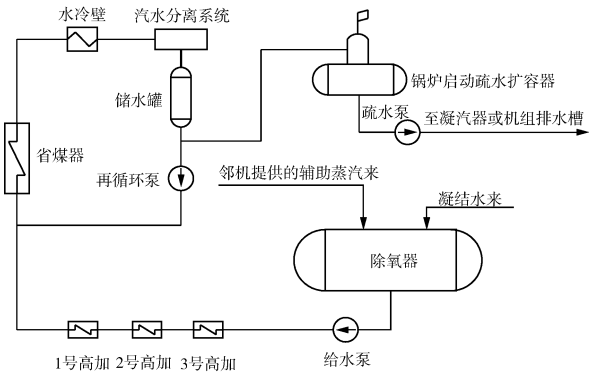 水冷壁
汽水分离系统
储水罐
锅炉启动疏水扩容器
疏水泵
至凝汽器或机组排水槽
省煤器
再循环泵
邻机提供的辅助蒸汽来
凝结水来
除氧器
给水泵
1号高加
2号高加
3号高加